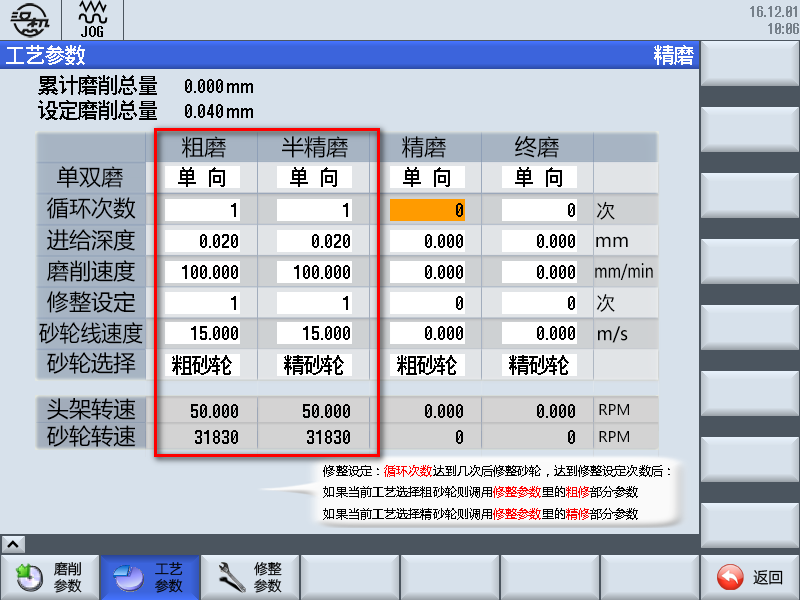 汉机
JOG
16.12.01
10:06
工艺参数 精磨
累计磨削总量 0.000mm
设定磨削总量 0.040mm
粗磨 半精磨 精磨 终磨
单双磨 单 向 单 向 单 向 单 向
循环次数 1 1 0 0 次
进给深度 0.020 0.020 0.000 0.000 mm
磨削速度 100.000 100.000 0.000 0.000 mm/min
修整设定 1 1 0 0 次
砂轮线速度 15.000 15.000 0.000 0.000 m/s
砂轮选择 粗砂轮 精砂轮 粗砂轮 精砂轮
头架转速 50.000 50.000 0.000 0.000 RPM
砂轮转速 31830 31830 0 0 RPM
修整设定：循环次数达到几次后修整砂轮，达到修整设定次数后：
如果当前工艺选择粗砂轮则调用修整参数里的粗修部分参数
如果当前工艺选择精砂轮则调用修整参数里的精修部分参数
磨削
参数
工艺
参数
修整
参数
返回